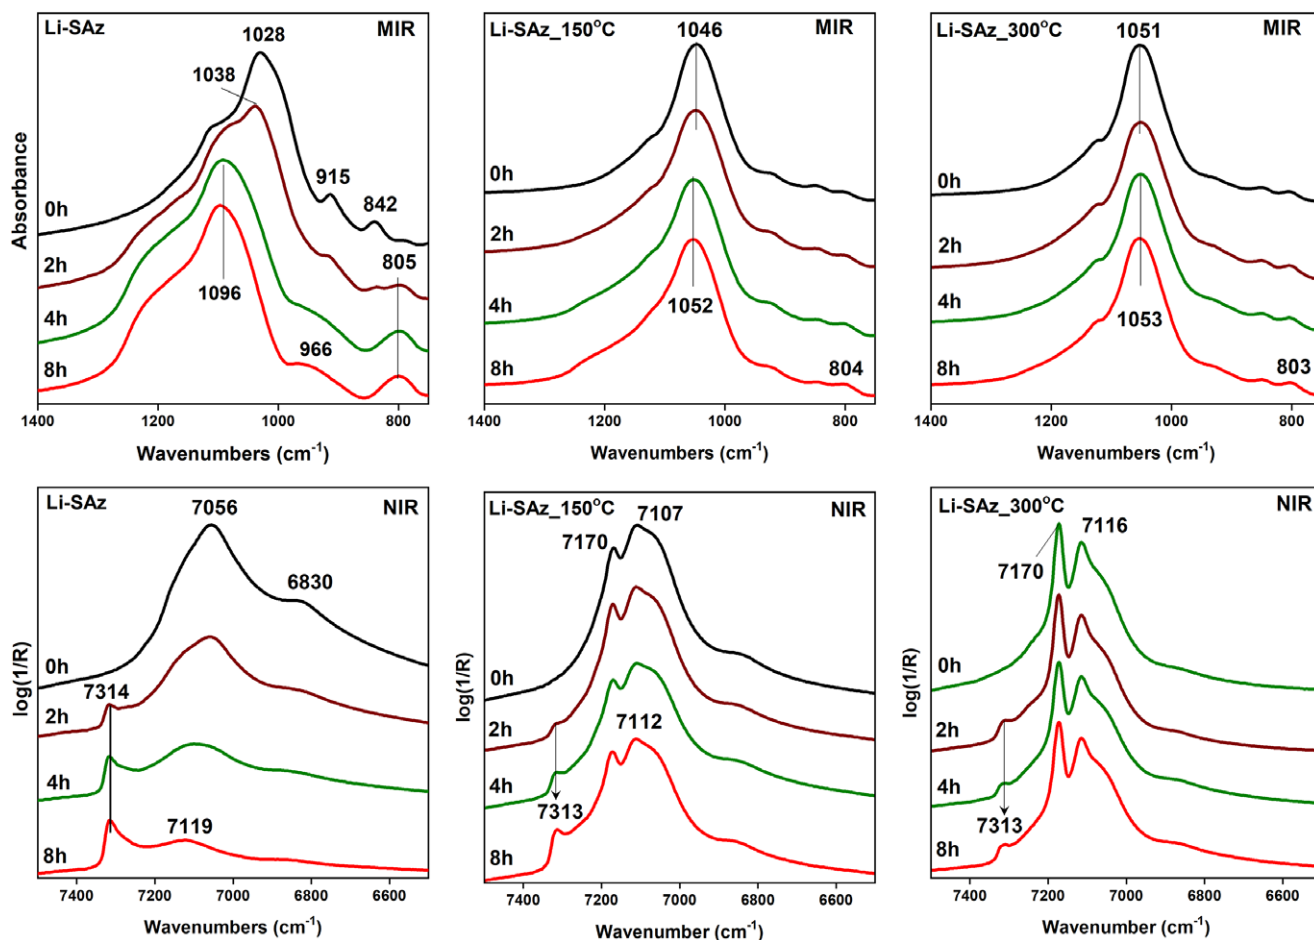 Li-SAz
MIR
1028
1038
915
842
805
1096
966
0h
2h
4h
8h
Absorbance
1400
1200
1000
800
Wavenumbers (cm⁻¹)
Li-SAz_150°C
MIR
1046
0h
2h
4h
8h
1052
804
1400
1200
1000
800
Wavenumbers (cm⁻¹)
Li-SAz_300°C
MIR
1051
0h
2h
4h
8h
1053
803
1400
1200
1000
800
Wavenumbers (cm⁻¹)
Li-SAz
NIR
7056
6830
0h
7314
2h
4h
7119
8h
log(1/R)
7400
7200
7000
6800
6600
Wavenumbers (cm⁻¹)
Li-SAz_150°C
NIR
7107
7170
0h
2h
7112
4h
7313
8h
log(1/R)
7400
7200
7000
6800
6600
Wavenumber (cm⁻¹)
Li-SAz_300°C
NIR
7116
7170
0h
2h
4h
7313
8h
log(1/R)
7400
7200
7000
6800
6600
Wavenumber (cm⁻¹)